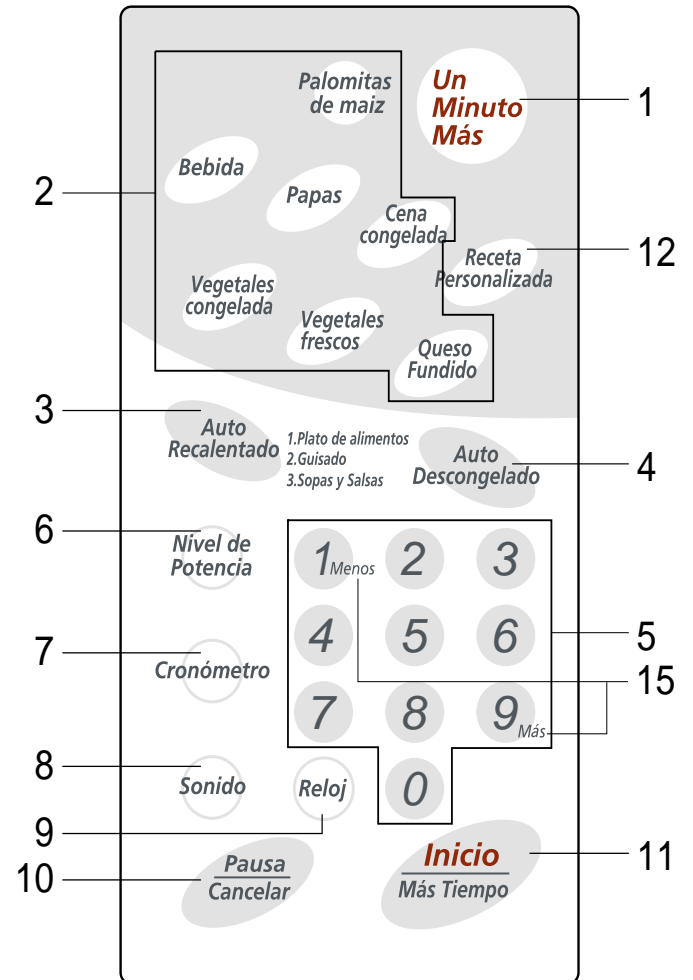 Palomitas
de maiz
Un
Minuto
Más
1
Bebida
Papas
2
Cena
congelada
Receta
Personalizada
12
Vegetales
congelada
Vegetales
frescos
Queso
Fundido
3
Auto
Recalentado
1.Plato de alimentos
2.Guisado
3.Sopas y Salsas
Auto
Descongelado
4
6
Nivel de
Potencia
1 Menos 2 3
4 5 6
5
7
Cronómetro
15
7 8 9 Más
8
Sonido
Reloj
0
9
10
Pausa
Cancelar
Inicio
Más Tiempo
11